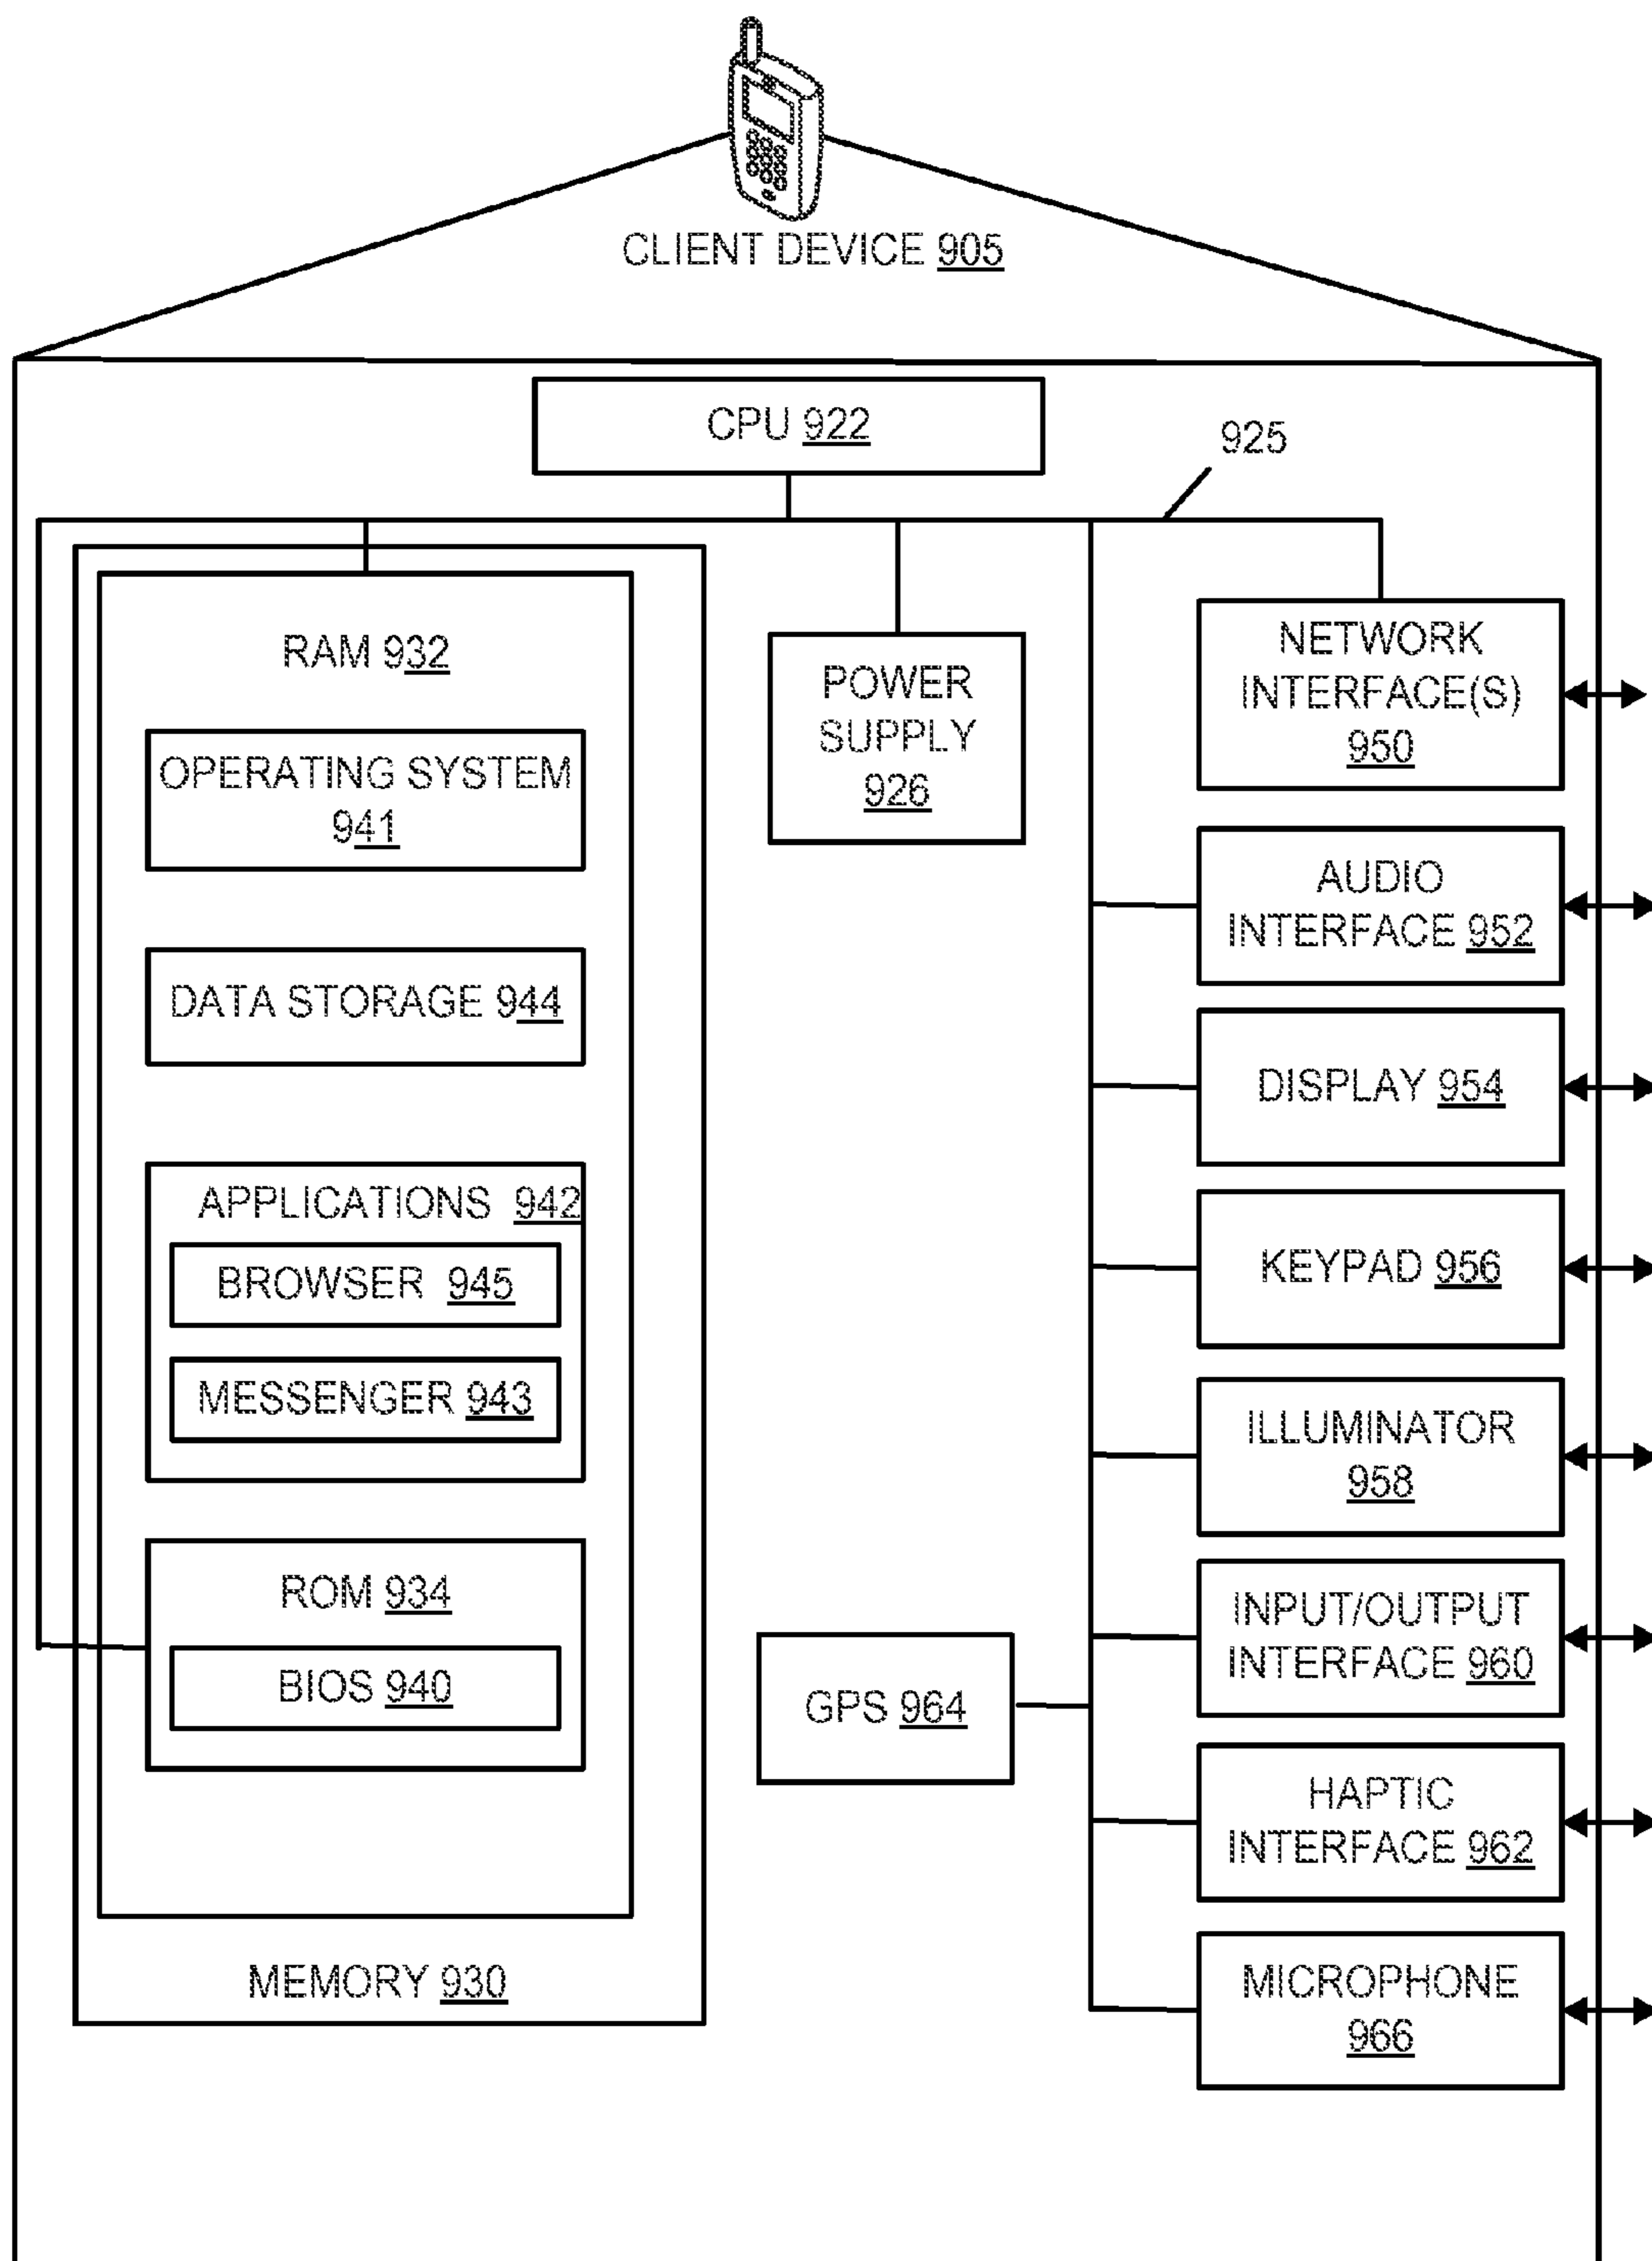 CLIENT DEVICE 905
CPU 922
925
RAM 932
OPERATING SYSTEM
941
DATA STORAGE 944
APPLICATIONS 942
BROWSER 945
MESSENGER 943
ROM 934
BIOS 940
MEMORY 930
POWER
SUPPLY
926
GPS 964
NETWORK
INTERFACE(S)
950
AUDIO
INTERFACE 952
DISPLAY 954
KEYPAD 956
ILLUMINATOR
958
INPUT/OUTPUT
INTERFACE 960
HAPTIC
INTERFACE 962
MICROPHONE
966